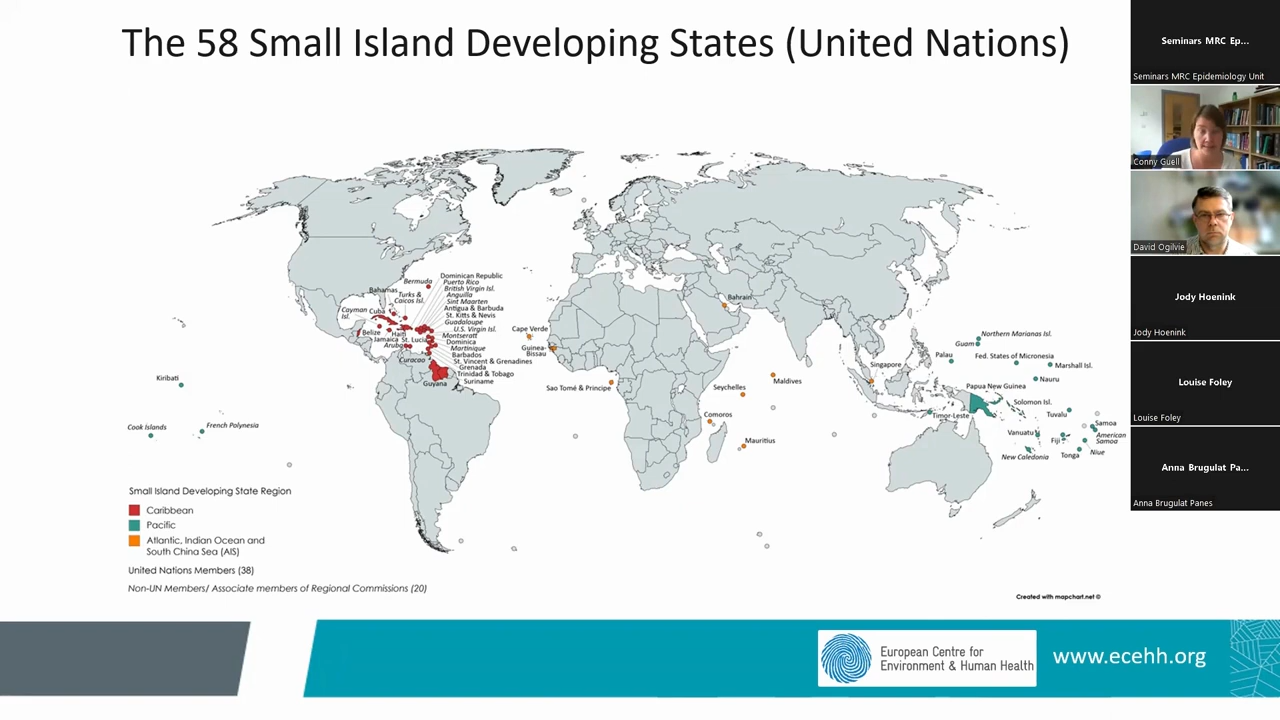 The 58 Small Island Developing States (United Nations)
Seminars MRC Ep...
Seminars MRC Epidemiology Unit
Conny Guell
David Ogilvie
Jody Hoenink
Jody Hoenink
Louise Foley
Louise Foley
Anna Brugulat Pa...
Anna Brugulat Panes
Bermuda
Dominican Republic
Puerto Rico
British Virgin Isl.
Anguilla
Sint Maarten
Antigua & Barbuda
St. Kitts & Nevis
Guadaloupe
U.S. Virgin Isl.
Montserrat
Dominica
Martinique
Barbados
St. Vincent & Grenadines
Grenada
Trinidad & Tobago
Suriname
Bahamas
Turks &
Caicos Isl.
Cayman
Isl.
Cuba
Belize
Haiti
Jamaica
St. Lucia
Aruba
Curacao
Guyana
Cape Verde
Guinea-
Bissau
Sao Tomé & Principe
Bahrain
Seychelles
Maldives
Comoros
Mauritius
Singapore
Northern Marianas Isl.
Guam
Palau
Fed. States of Micronesia
Marshall Isl.
Nauru
Papua New Guinea
Solomon Isl.
Timor-Leste
Tuvalu
Samoa
American
Samoa
Vanuatu
Fiji
Niue
New Caledonia
Tonga
Kiribati
Cook Islands
French Polynesia
Small Island Developing State Region
Caribbean
Pacific
Atlantic, Indian Ocean and
South China Sea (AIS)
United Nations Members (38)
Non-UN Members/ Associate members of Regional Commissions (20)
Created with mapchart.net ©
European Centre for
Environment & Human Health
www.ecehh.org